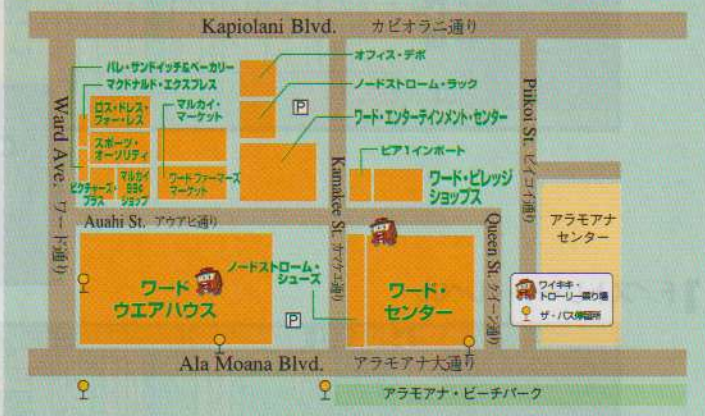 Kapiolani Blvd. カピオラニ通り
オフィス・デポ
バレ・サンドイッチ&ベーカリー
マクドナルド・エクスプレス
ノードストローム・ラック
P
ロス・ドレス・
フォー・レス
マルカイ・
マーケット
ワード・エンターテインメント・センター
スポーツ・
オーソリティ
ピア1インポート
ピクチャーズ・
プラス
マルカイ
99¢
ショップ
ワードファーマーズ
マーケット
ワード・ビレッジ
ショップス
Ward Ave. ワード通り
Kamakee St. カマケエ通り
Piikoi St. ピイコイ通り
Auahi St. アウアヒ通り
Queen St. クイーン通り
アラモアナ
センター
ワード
ウエアハウス
ノードストローム・
シューズ
P
ワード・
センター
ワイキキ・
トローリー乗り場
ザ・バス停留所
Ala Moana Blvd. アラモアナ大通り
アラモアナ・ビーチパーク